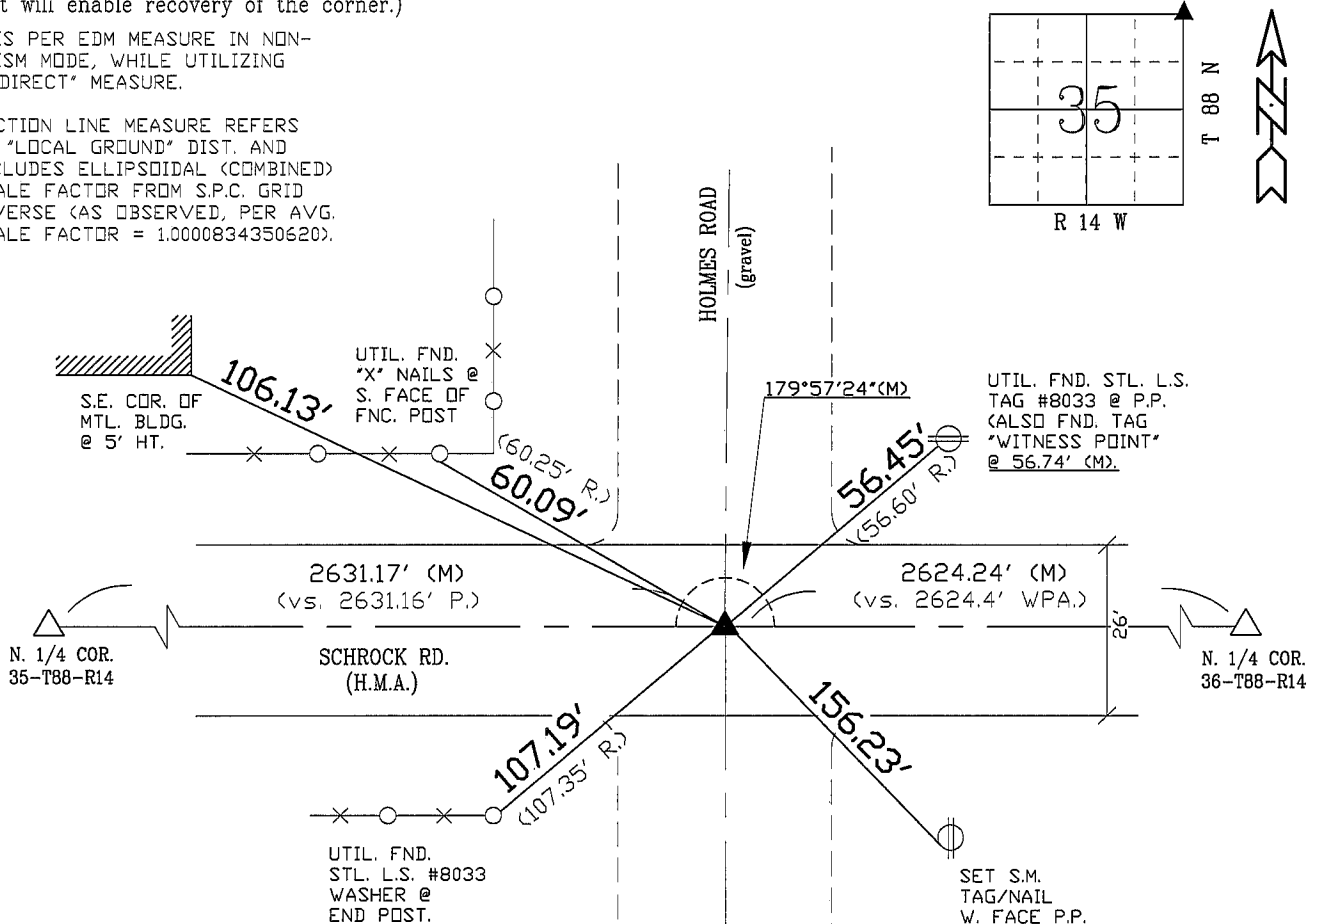 t will enable recovery of the corner.)
ES PER EDM MEASURE IN NON-
ISM MODE, WHILE UTILIZING
DIRECT" MEASURE.
CTION LINE MEASURE REFERS
"LOCAL GROUND" DIST. AND
CLUDES ELLIPSOIDAL (COMBINED)
ALE FACTOR FROM S.P.C. GRID
VERSE (AS OBSERVED, PER AVG.
ALE FACTOR = 1.0000834350620).
35
T 88 N
R 14 W
N
HOLMES ROAD
(gravel)
106.13'
S.E. COR. OF
MTL. BLDG.
@ 5' HT.
UTIL. FND.
"X" NAILS @
S. FACE OF
FNC. POST
(60.25' R.)
60.09'
179°57'24"(M)
56.45'
(56.60' R.)
UTIL. FND. STL. L.S.
TAG #8033 @ P.P.
(ALSO FND. TAG
"WITNESS POINT"
@ 56.74' (M).
2631.17' (M)
(vs. 2631.16' P.)
2624.24' (M)
(vs. 2624.4' WPA.)
26'
N. 1/4 COR.
35-T88-R14
SCHROCK RD.
(H.M.A.)
N. 1/4 COR.
36-T88-R14
107.19'
(107.35' R.)
156.23'
UTIL. FND.
STL. L.S. #8033
WASHER @
END POST.
SET S.M.
TAG/NAIL
W. FACE P.P.